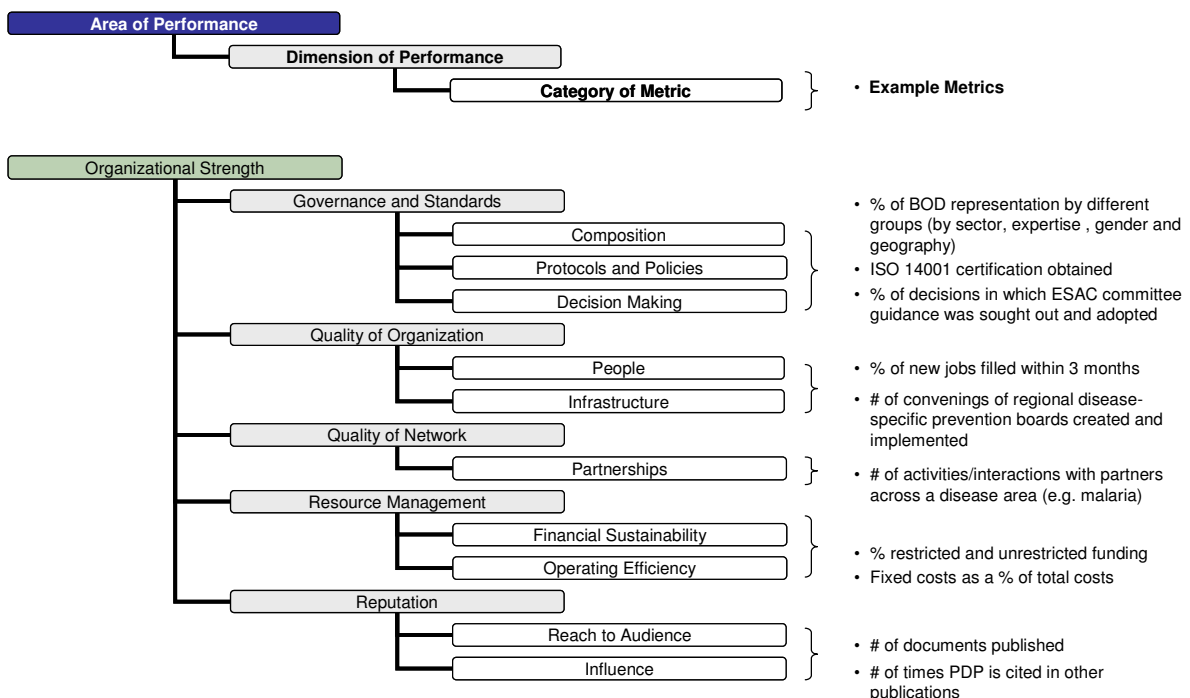 Area of Performance
Dimension of Performance
Category of Metric
• Example Metrics
Organizational Strength
Governance and Standards
Composition
Protocols and Policies
Decision Making
• % of BOD representation by different
groups (by sector, expertise , gender and
geography)
• ISO 14001 certification obtained
• % of decisions in which ESAC committee
guidance was sought out and adopted
Quality of Organization
People
Infrastructure
• % of new jobs filled within 3 months
• # of convenings of regional disease-
specific prevention boards created and
implemented
Quality of Network
Partnerships
• # of activities/interactions with partners
across a disease area (e.g. malaria)
Resource Management
Financial Sustainability
Operating Efficiency
• % restricted and unrestricted funding
• Fixed costs as a % of total costs
Reputation
Reach to Audience
Influence
• # of documents published
• # of times PDP is cited in other
publications